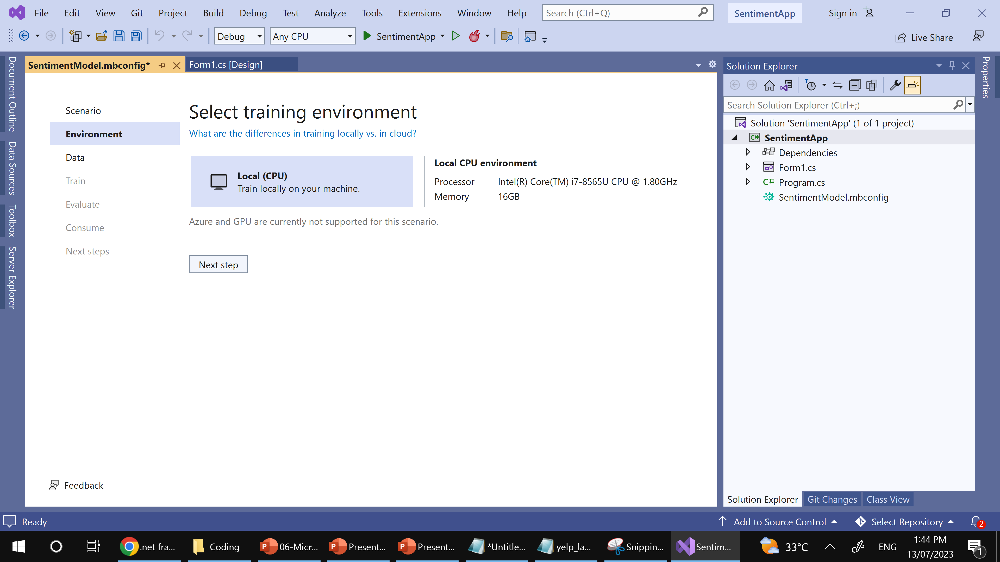 File Edit View Git Project Build Debug Test Analyze Tools Extensions Window Help Search (Ctrl+Q) SentimentApp Sign in
Debug Any CPU SentimentApp Live Share
SentimentModel.mbconfig* Form1.cs [Design]
Document Outline
Data Sources
Toolbox
Server Explorer
Scenario
Environment
Data
Train
Evaluate
Consume
Next steps
Select training environment
What are the differences in training locally vs. in cloud?
Local (CPU)
Train locally on your machine.
Local CPU environment
Processor Intel(R) Core(TM) i7-8565U CPU @ 1.80GHz
Memory 16GB
Azure and GPU are currently not supported for this scenario.
Next step
Feedback
Solution Explorer
Search Solution Explorer (Ctrl+;)
Solution 'SentimentApp' (1 of 1 project)
C# SentimentApp
Dependencies
Form1.cs
C# Program.cs
SentimentModel.mbconfig
Solution Explorer Git Changes Class View
Properties
Ready Add to Source Control Select Repository 2
.net fra... Coding P 06-Micr... P Present... P Present... *Untitle... yelp_la... Snippin... Sentim... 33°C ENG 1:44 PM
13/07/2023 1